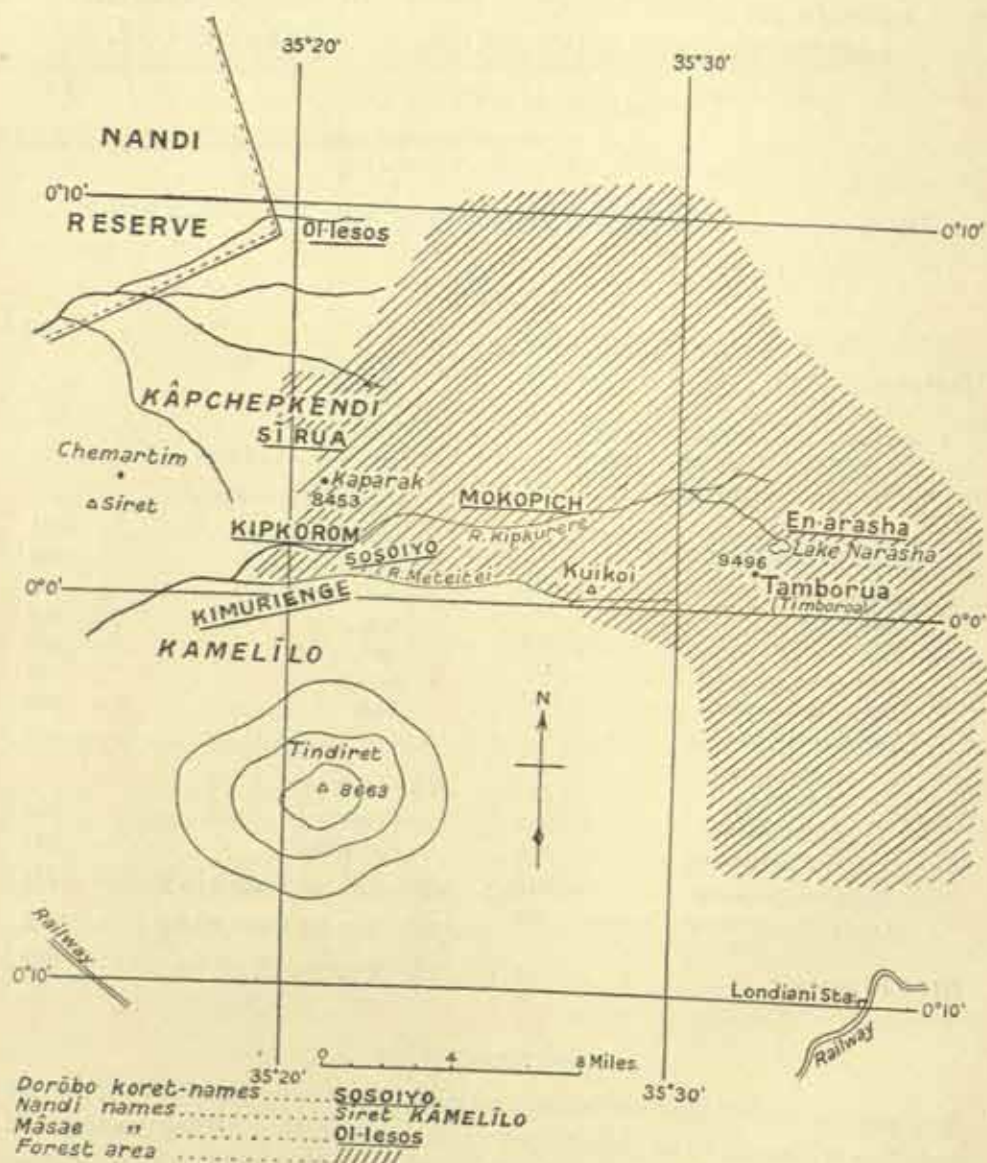 35°20'
35°30'
NANDI
0°10'
RESERVE
Ol-lesos
0°10'
KÂPCHEPKENDI
SĪRUA
Chemartim
Siret
Kaparak
8453
MOKOPICH
R. Kipkurere
KIPKOROM
SOSOIYO
R. Meteitei
En-arasha
Lake Narasha
9496
Kuikoi
Tamborua
(Timboroa)
0°0'
0°0'
KIMURIENGE
KAMELĪLO
N
Tindiret
8663
Railway
0°10'
Londiani Sta.
0°10'
Railway
0 4 8 Miles.
35°20'
35°30'
Dorôbo koret-names ...... SOSOIYO
Nandi names .......... Siret KÂMELĪLO
Mâsae " .......... Ol-lesos
Forest area ..........